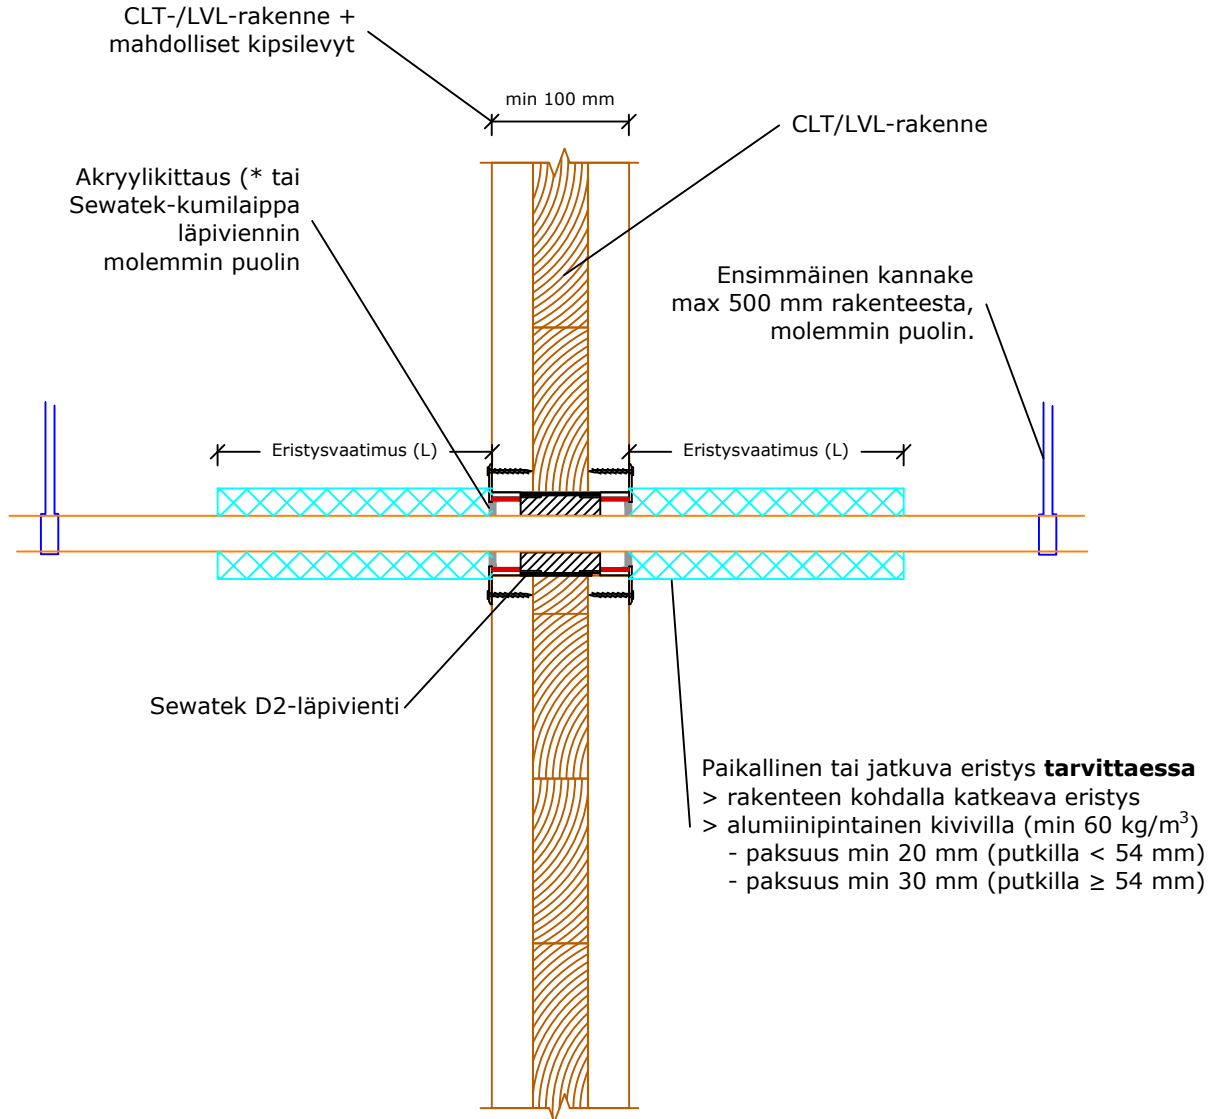 CLT-/LVL-rakenne +
mahdolliset kipsilevyt
min 100 mm
CLT/LVL-rakenne
Akryylikittaus (* tai
Sewatek-kumilaippa
läpiviennin
molemmin puolin
Ensimmäinen kannake
max 500 mm rakenteesta,
molemmin puolin.
Eristysvaatimus (L)
Eristysvaatimus (L)
Sewatek D2-läpivienti
Paikallinen tai jatkuva eristys tarvittaessa
> rakenteen kohdalla katkeava eristys
> alumiinipintainen kivivilla (min 60 kg/m³)
- paksuus min 20 mm (putkilla < 54 mm)
- paksuus min 30 mm (putkilla ≥ 54 mm)